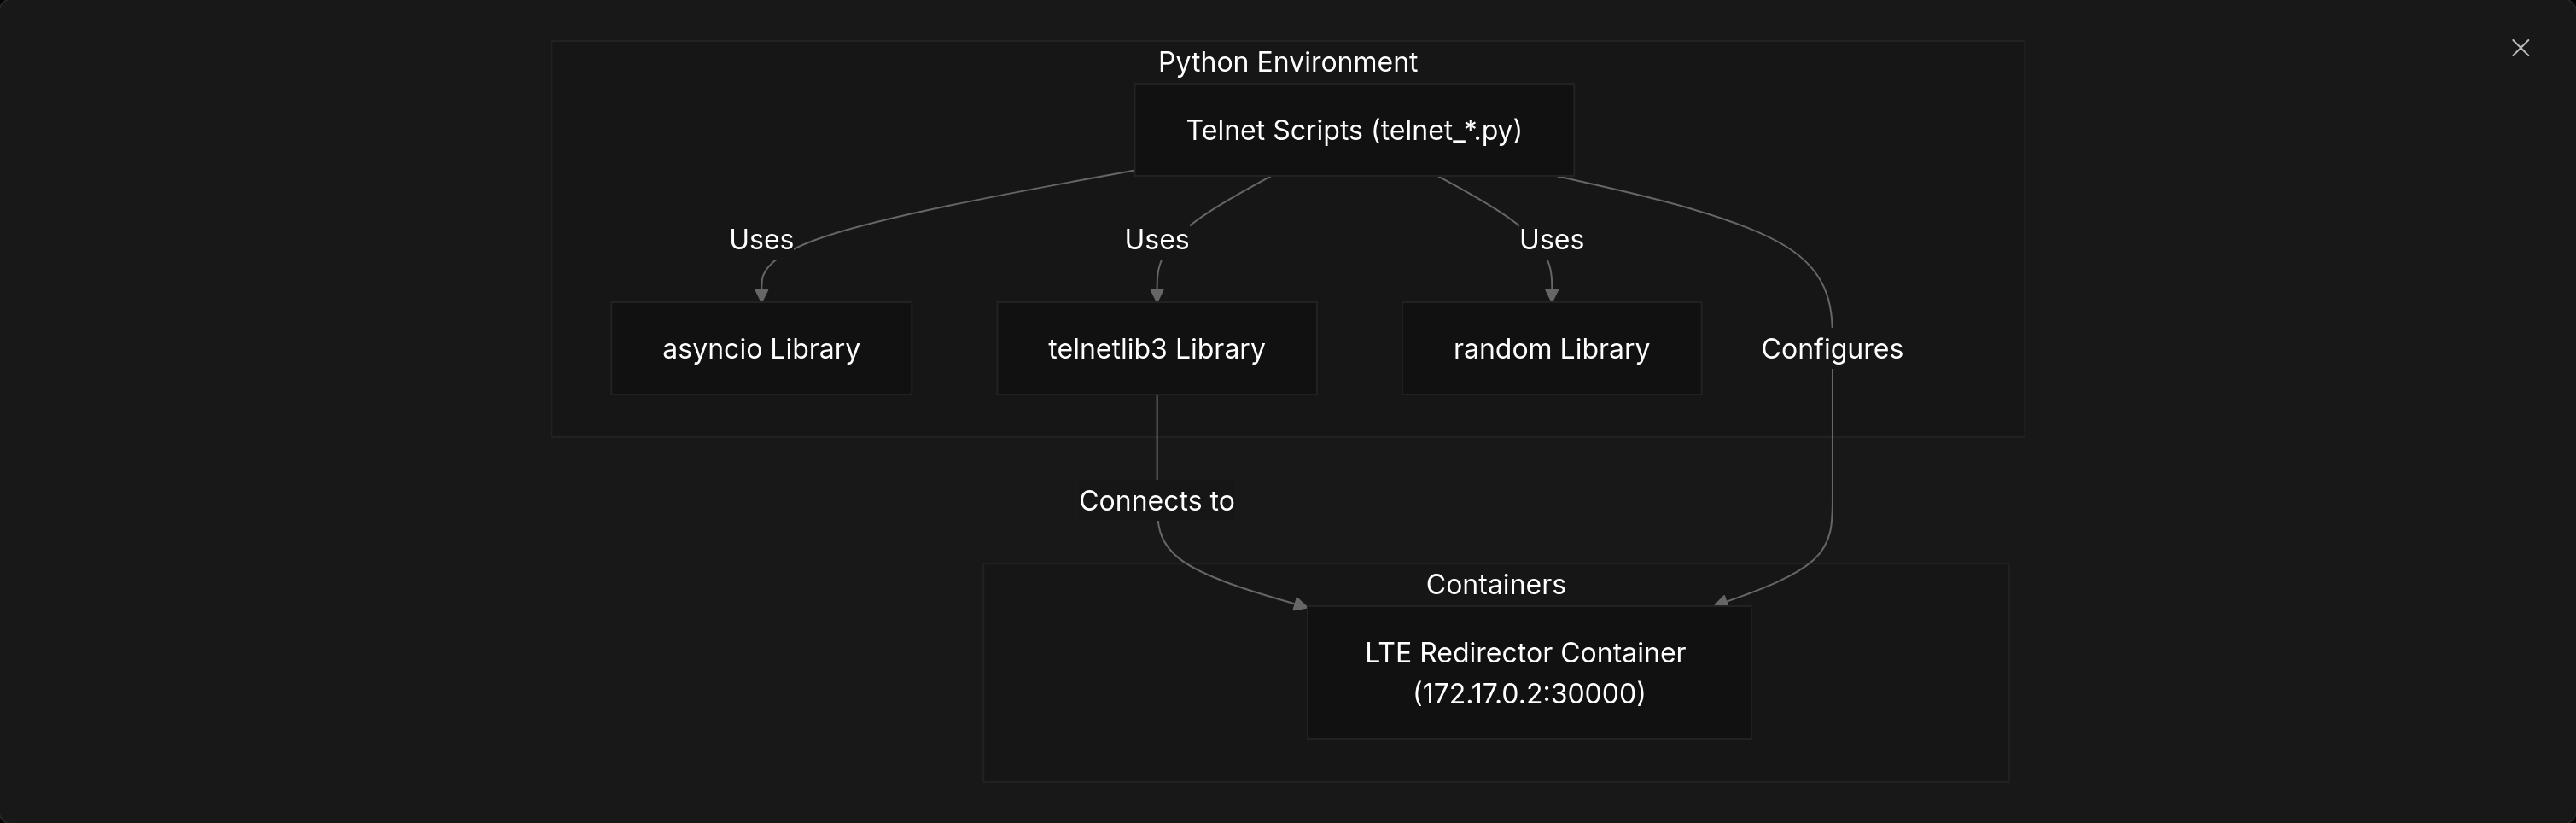 Python Environment
Telnet Scripts (telnet_*.py)
Uses
Uses
Uses
asyncio Library
telnetlib3 Library
random Library
Configures
Connects to
Containers
LTE Redirector Container
(172.17.0.2:30000)